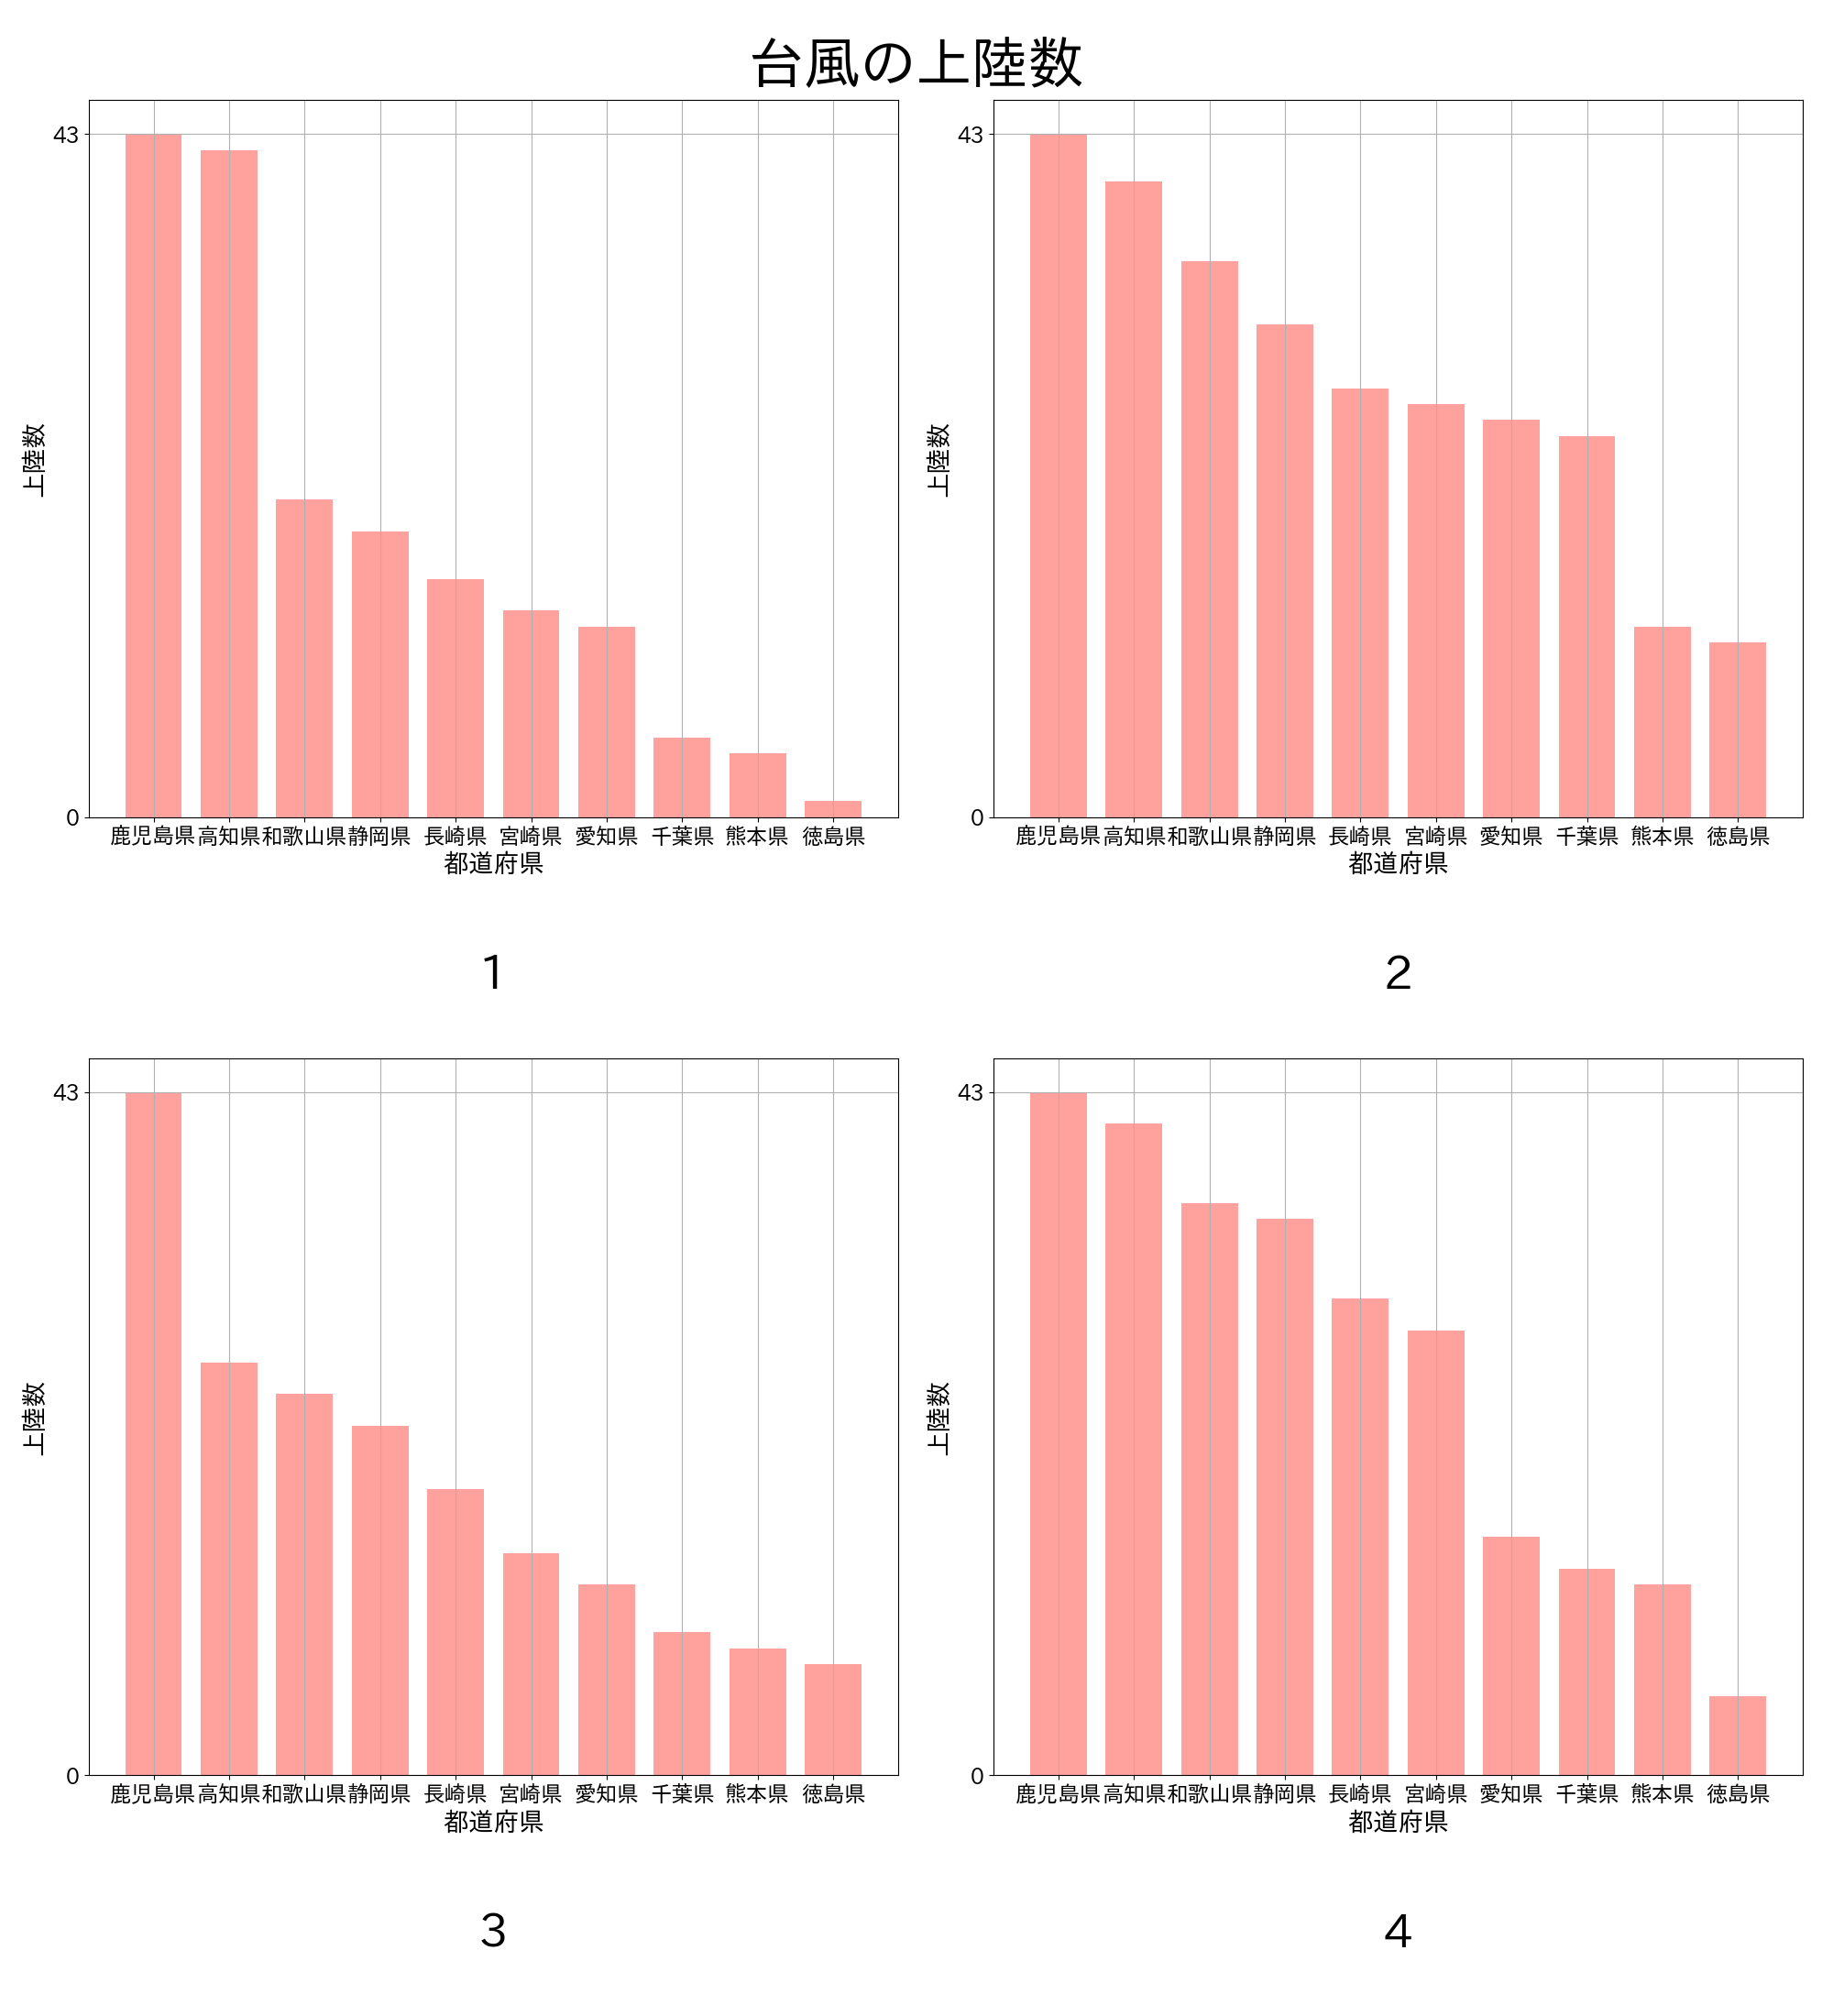 台風の上陸数
43
0
上陸数
鹿児島県 高知県 和歌山県 静岡県 長崎県 宮崎県 愛知県 千葉県 熊本県 徳島県
都道府県
1
43
0
上陸数
鹿児島県 高知県 和歌山県 静岡県 長崎県 宮崎県 愛知県 千葉県 熊本県 徳島県
都道府県
2
43
0
上陸数
鹿児島県 高知県 和歌山県 静岡県 長崎県 宮崎県 愛知県 千葉県 熊本県 徳島県
都道府県
3
43
0
上陸数
鹿児島県 高知県 和歌山県 静岡県 長崎県 宮崎県 愛知県 千葉県 熊本県 徳島県
都道府県
4